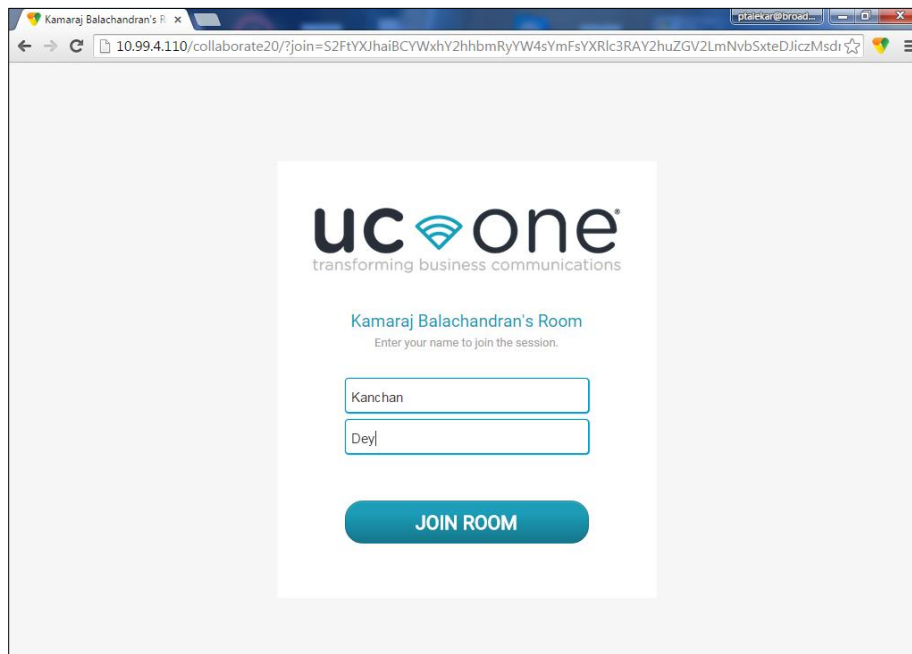 Kamaraj Balachandran's R
ptalekar@broad...
10.99.4.110/collaborate20/?join=S2FtYXJhaiBCYWxhY2hhbmRyYW4sYmFsYXRlc3RAY2huZGV2LmNvbSxteDJiczMsdr
uc one
transforming business communications
Kamaraj Balachandran's Room
Enter your name to join the session.
Kanchan
Dey
JOIN ROOM